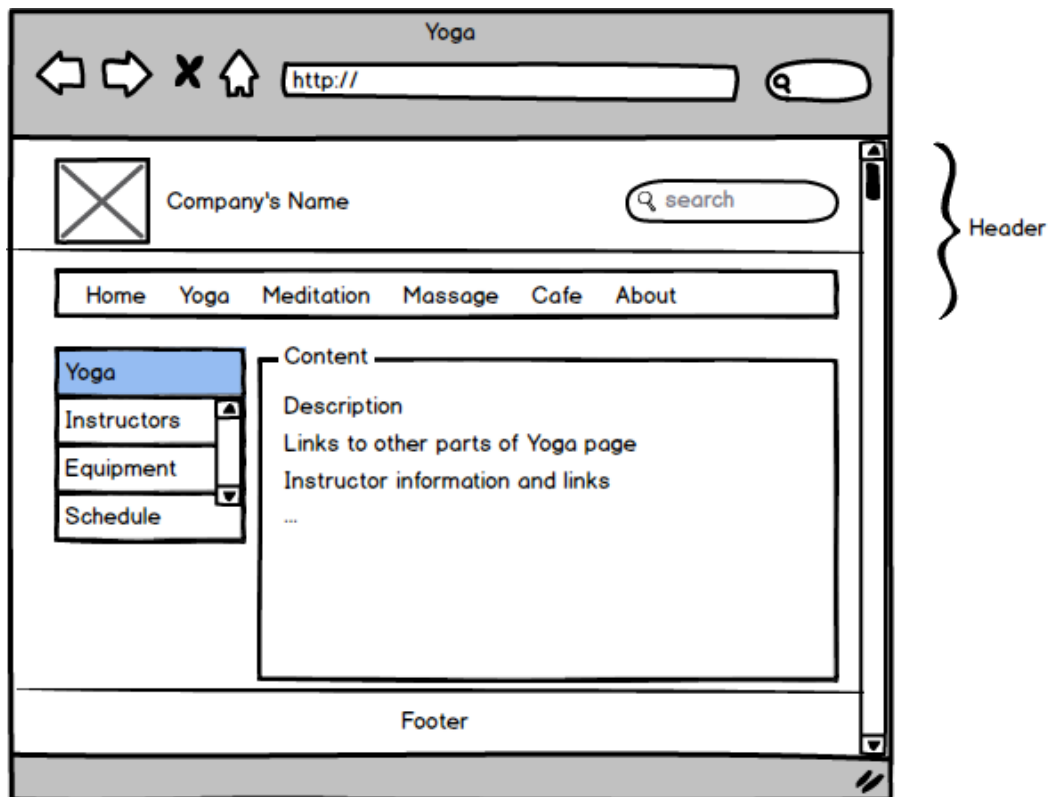 Yoga
http://
Company's Name
search
Header
Home Yoga Meditation Massage Cafe About
Yoga
Instructors
Equipment
Schedule
Content
Description
Links to other parts of Yoga page
Instructor information and links
...
Footer